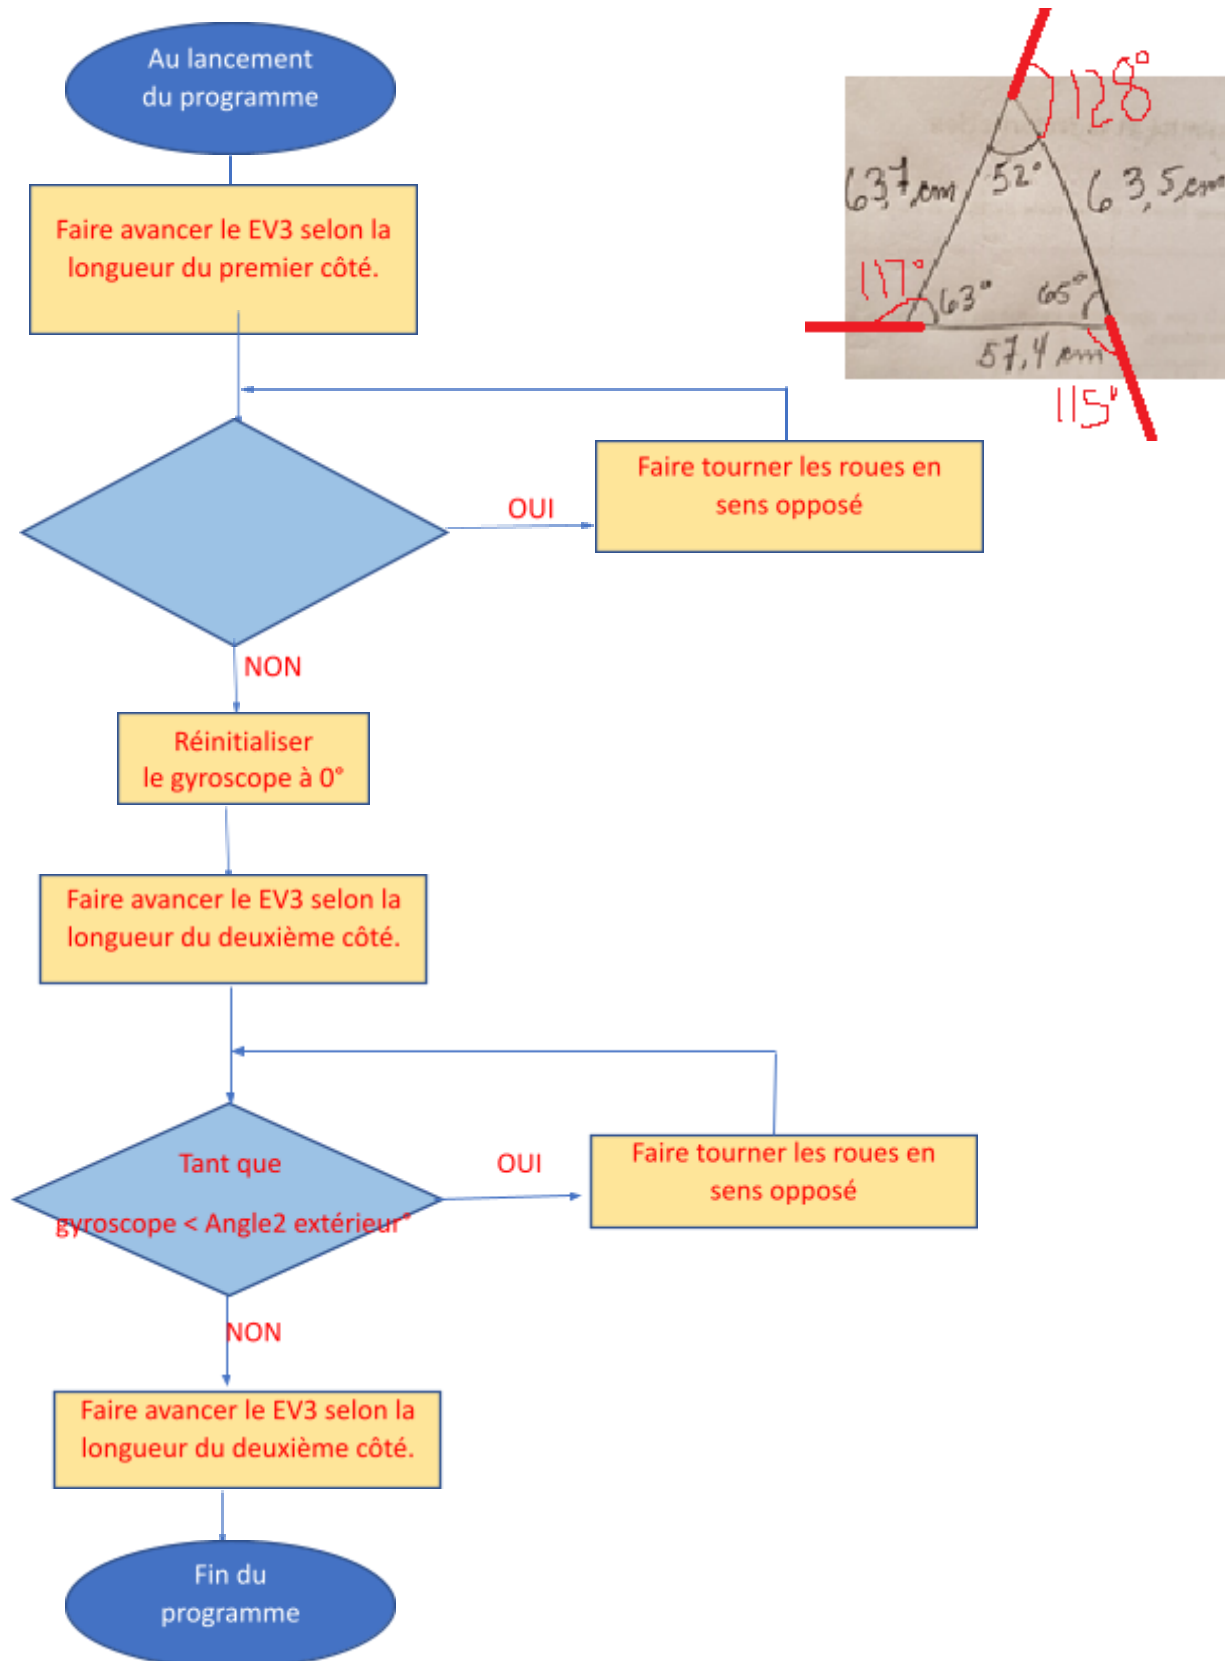 Au lancement
du programme
Faire avancer le EV3 selon la
longueur du premier côté.
OUI
Faire tourner les roues en
sens opposé
NON
Réinitialiser
le gyroscope à 0°
Faire avancer le EV3 selon la
longueur du deuxième côté.
Tant que
gyroscope < Angle2 extérieur°
OUI
Faire tourner les roues en
sens opposé
NON
Faire avancer le EV3 selon la
longueur du deuxième côté.
Fin du
programme
128°
63,7 cm
52°
63,5 cm
117°
63°
65°
57,4 cm
115°